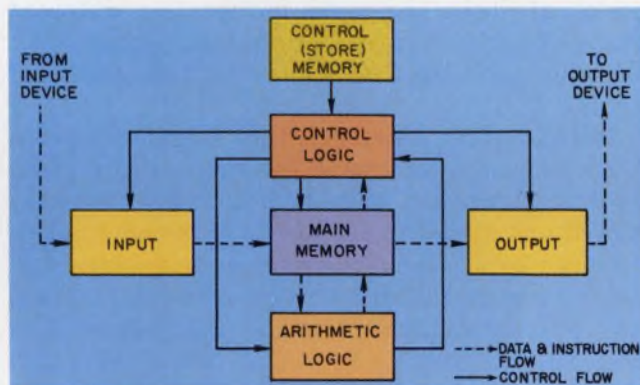 FROM
INPUT
DEVICE
CONTROL
(STORE)
MEMORY
TO
OUTPUT
DEVICE
CONTROL
LOGIC
INPUT
MAIN
MEMORY
OUTPUT
ARITHMETIC
LOGIC
DATA & INSTRUCTION
FLOW
CONTROL FLOW